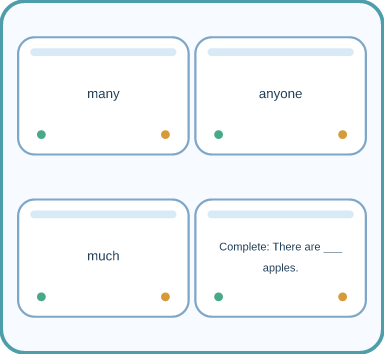 many
anyone
much
Complete: There are ___
apples.